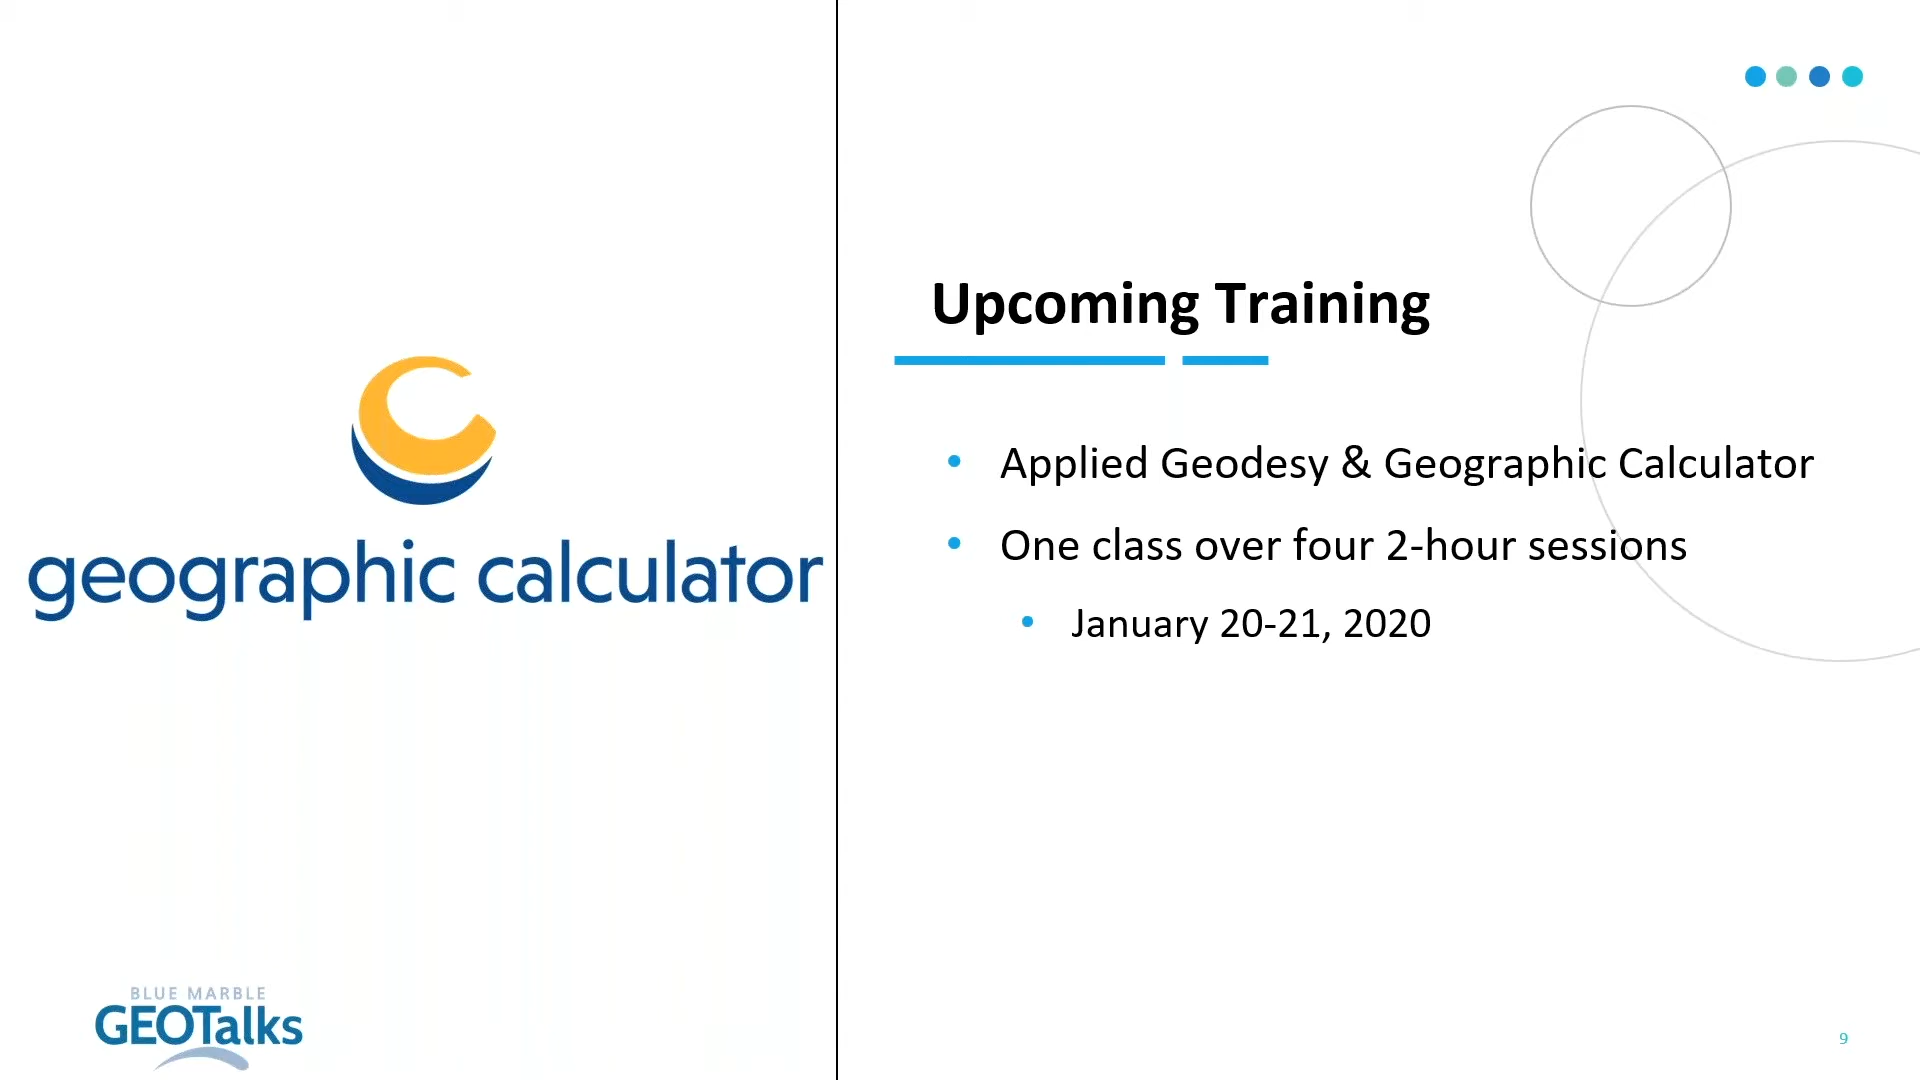 geographic calculator
BLUE MARBLE
GEOTalks
Upcoming Training
• Applied Geodesy & Geographic Calculator
• One class over four 2-hour sessions
• January 20-21, 2020
9